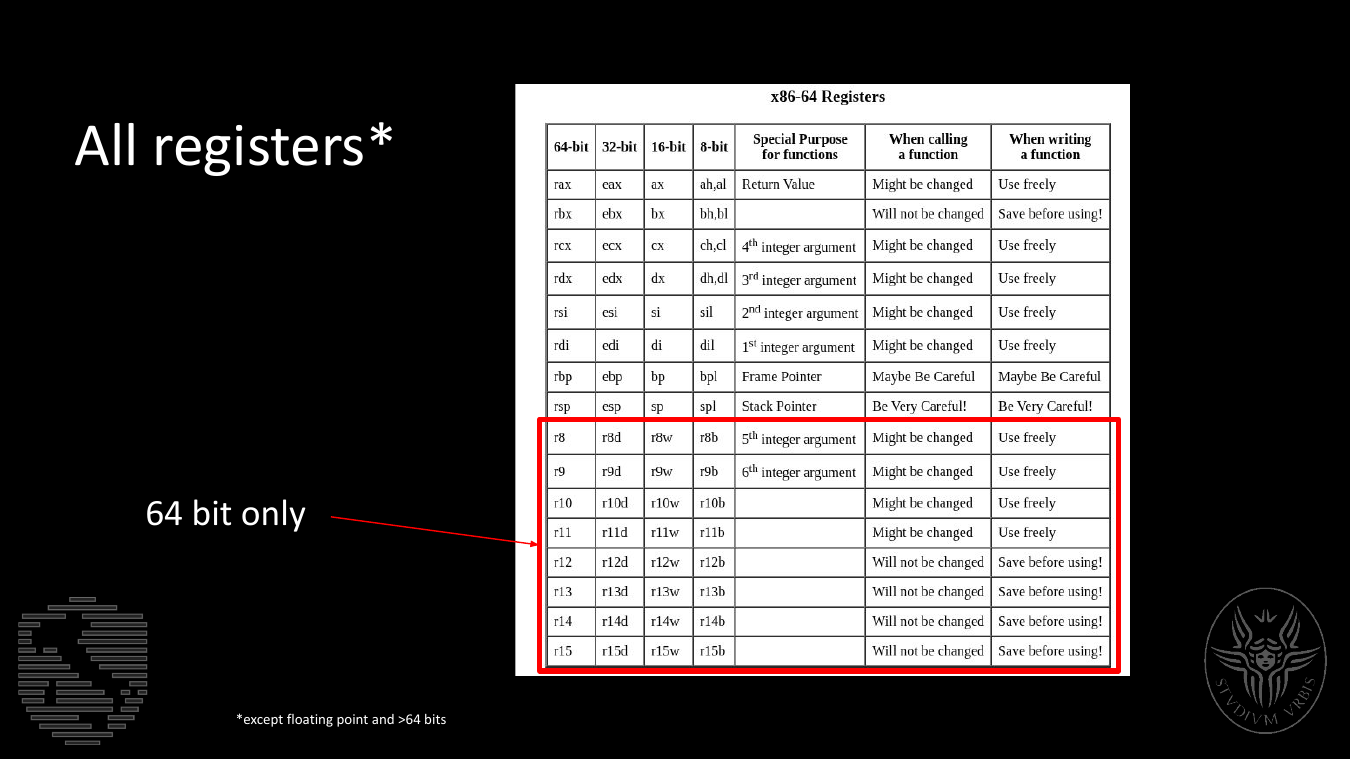 All registers*
x86-64 Registers
64-bit 32-bit 16-bit 8-bit Special Purpose for functions When calling a function When writing a function
rax eax ax ah,al Return Value Might be changed Use freely
rbx ebx bx bh,bl Will not be changed Save before using!
rcx ecx cx ch,cl 4th integer argument Might be changed Use freely
rdx edx dx dh,dl 3rd integer argument Might be changed Use freely
rsi esi si sil 2nd integer argument Might be changed Use freely
rdi edi di dil 1st integer argument Might be changed Use freely
rbp ebp bp bpl Frame Pointer Maybe Be Careful Maybe Be Careful
rsp esp sp spl Stack Pointer Be Very Careful! Be Very Careful!
r8 r8d r8w r8b 5th integer argument Might be changed Use freely
r9 r9d r9w r9b 6th integer argument Might be changed Use freely
r10 r10d r10w r10b Might be changed Use freely
r11 r11d r11w r11b Might be changed Use freely
r12 r12d r12w r12b Will not be changed Save before using!
r13 r13d r13w r13b Will not be changed Save before using!
r14 r14d r14w r14b Will not be changed Save before using!
r15 r15d r15w r15b Will not be changed Save before using!
64 bit only
*except floating point and >64 bits
STVDIVM VRBIS